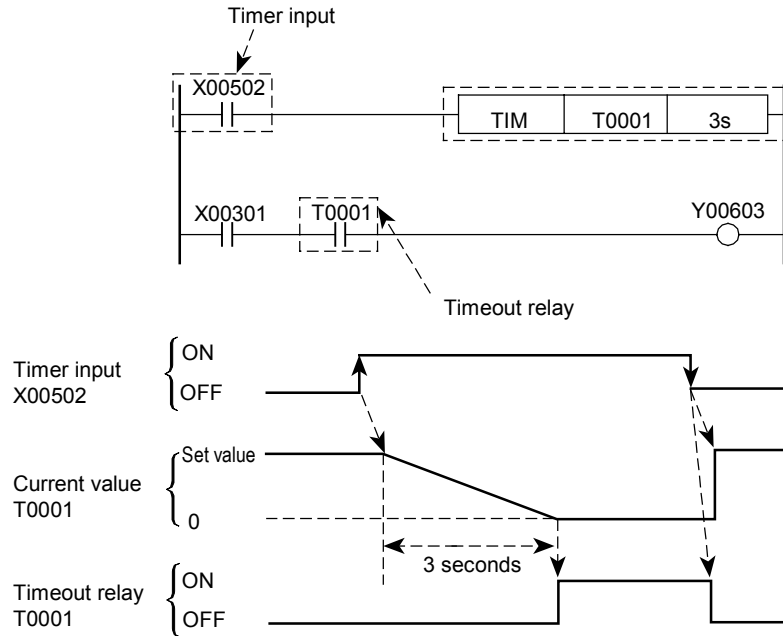 Timer input
X00502
TIM T0001 3s
X00301 T0001 Y00603
Timeout relay
Timer input
X00502
ON
OFF
Current value
T0001
Set value
0
3 seconds
Timeout relay
T0001
ON
OFF